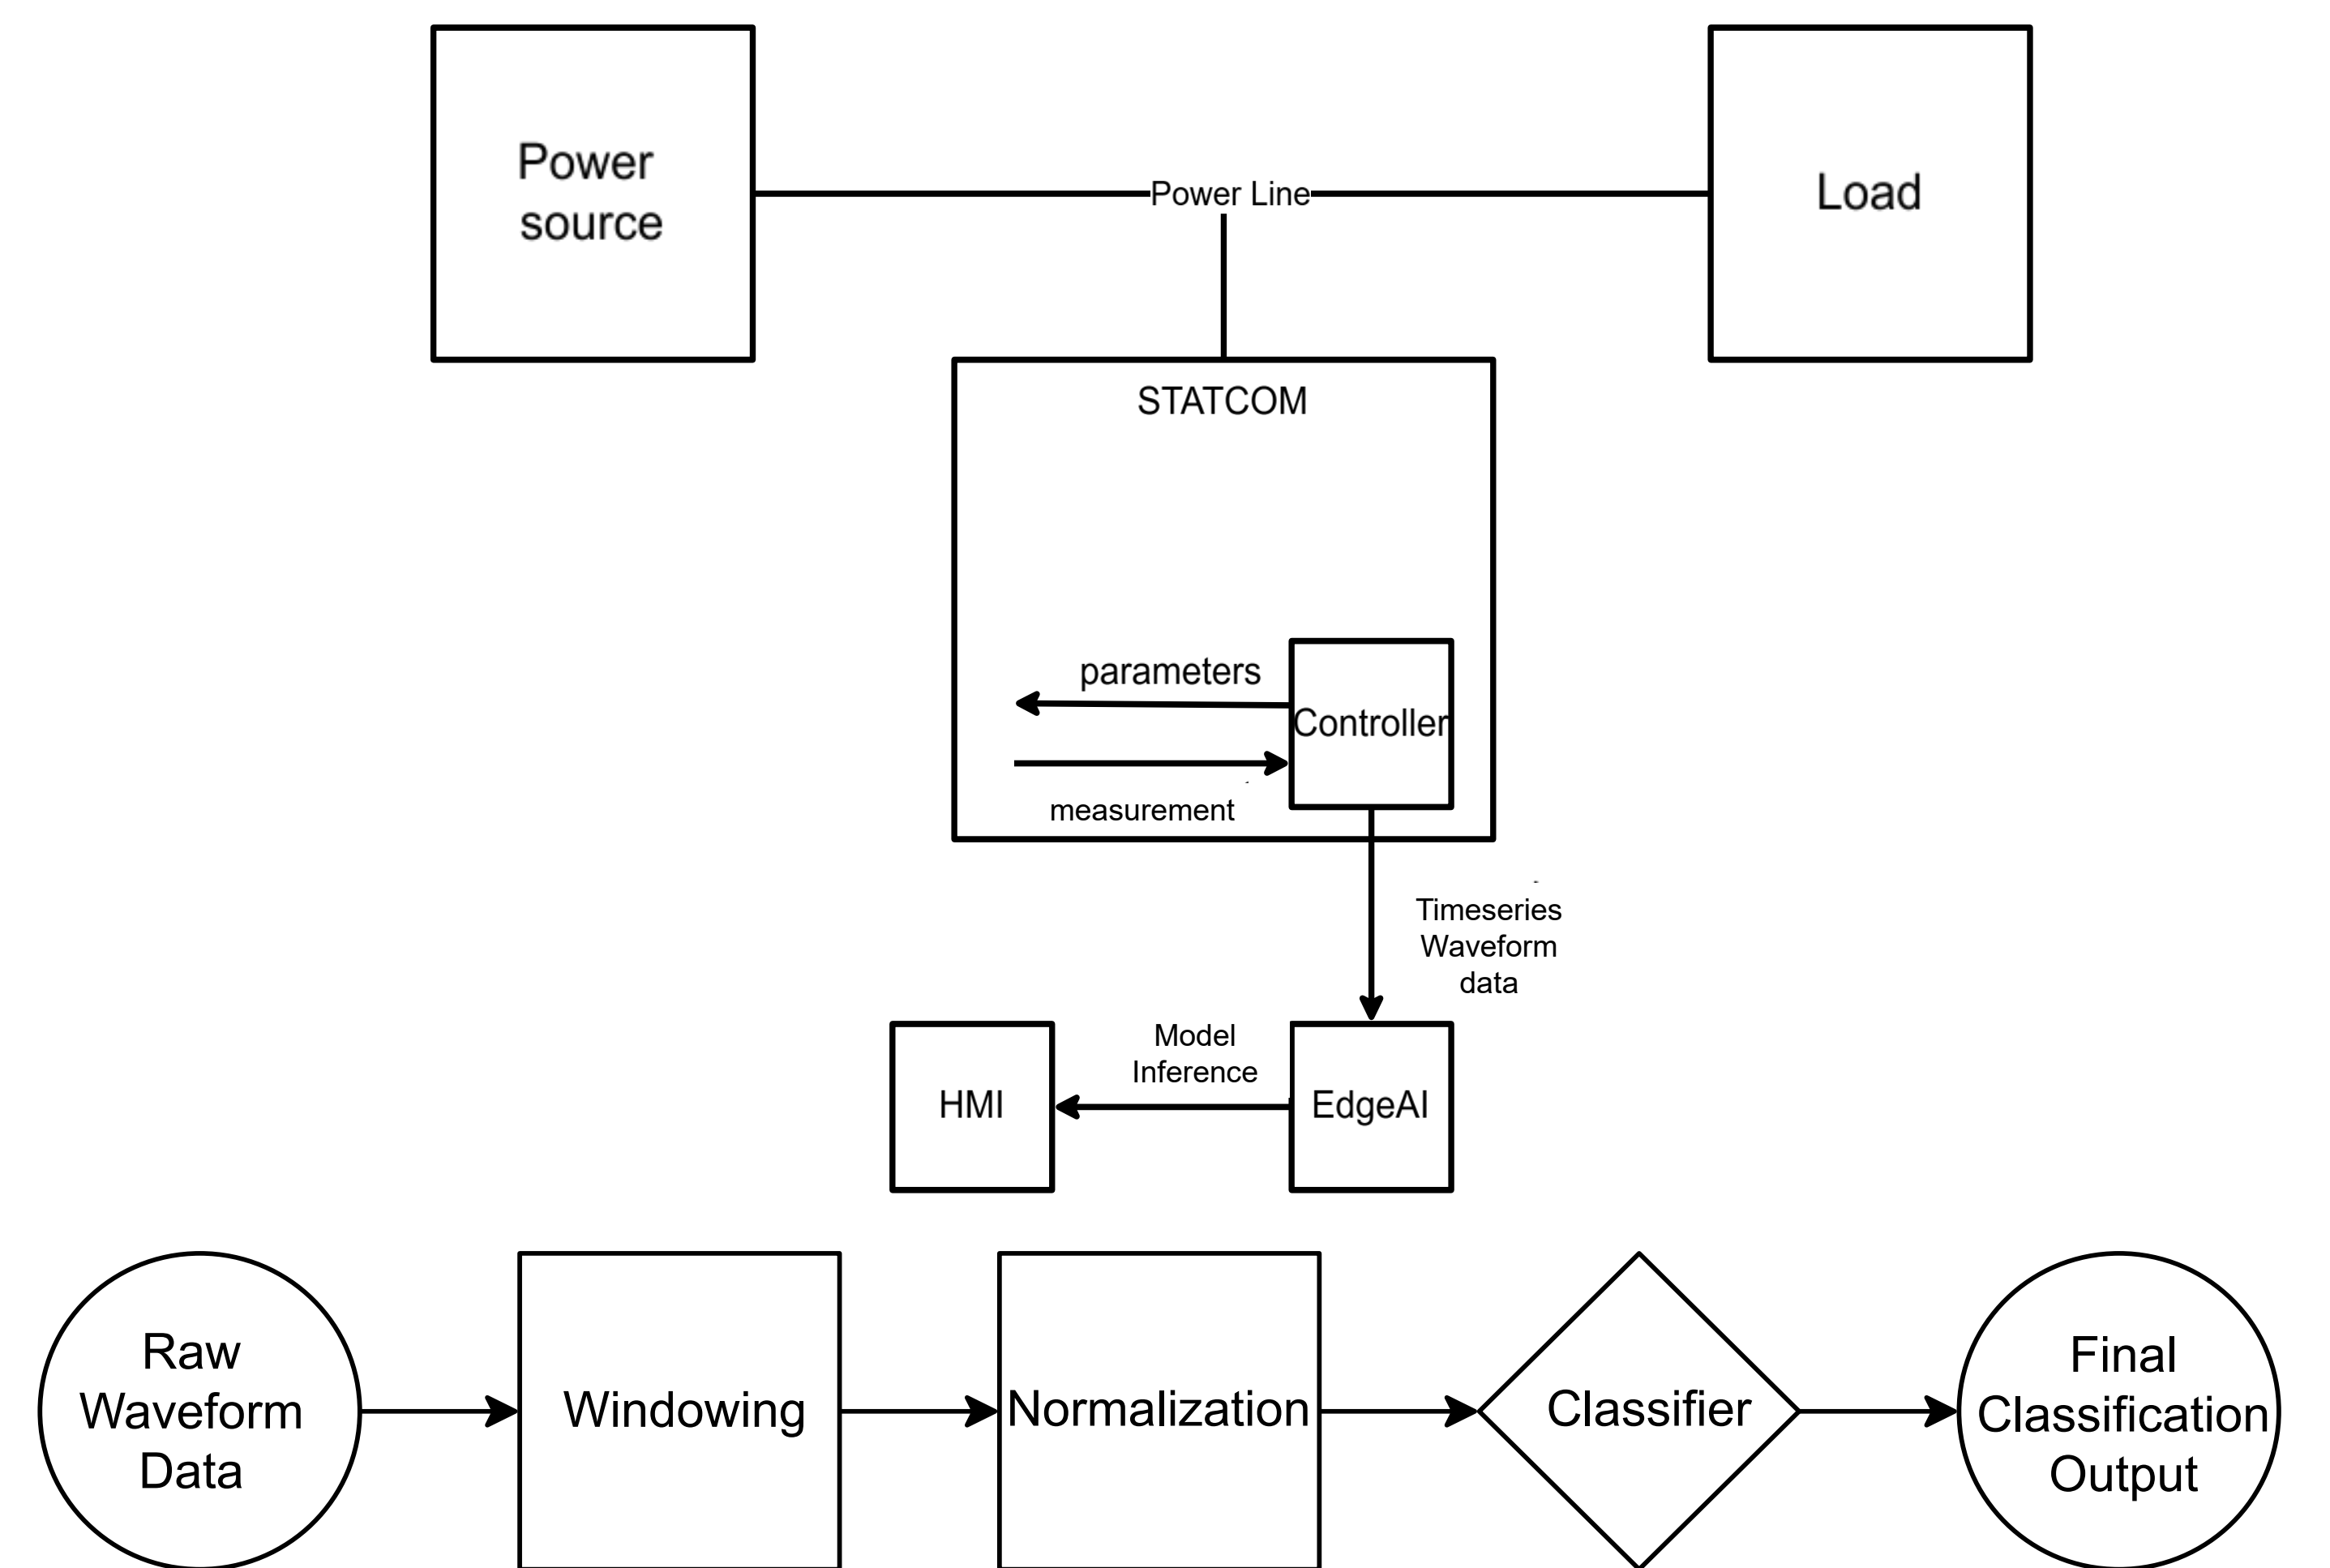 Power
source
Power Line
Load
STATCOM
parameters
Controller
measurement
Timeseries
Waveform
data
Model
Inference
HMI
EdgeAI
Raw
Waveform
Data
Windowing
Normalization
Classifier
Final
Classification
Output